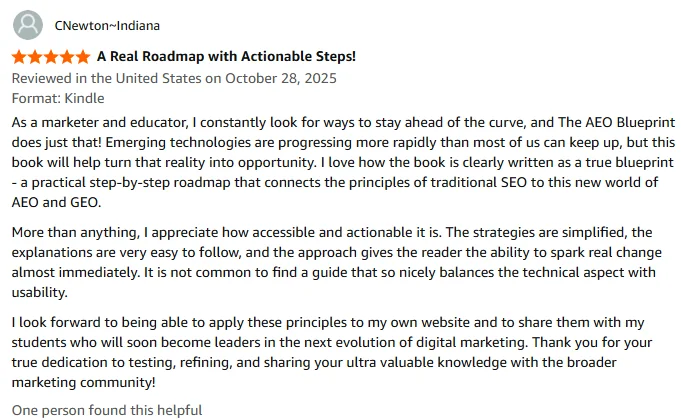 CNewton~Indiana
A Real Roadmap with Actionable Steps!
Reviewed in the United States on October 28, 2025
Format: Kindle
As a marketer and educator, I constantly look for ways to stay ahead of the curve, and The AEO Blueprint
does just that! Emerging technologies are progressing more rapidly than most of us can keep up, but this
book will help turn that reality into opportunity. I love how the book is clearly written as a true blueprint
- a practical step-by-step roadmap that connects the principles of traditional SEO to this new world of
AEO and GEO.
More than anything, I appreciate how accessible and actionable it is. The strategies are simplified, the
explanations are very easy to follow, and the approach gives the reader the ability to spark real change
almost immediately. It is not common to find a guide that so nicely balances the technical aspect with
usability.
I look forward to being able to apply these principles to my own website and to share them with my
students who will soon become leaders in the next evolution of digital marketing. Thank you for your
true dedication to testing, refining, and sharing your ultra valuable knowledge with the broader
marketing community!
One person found this helpful